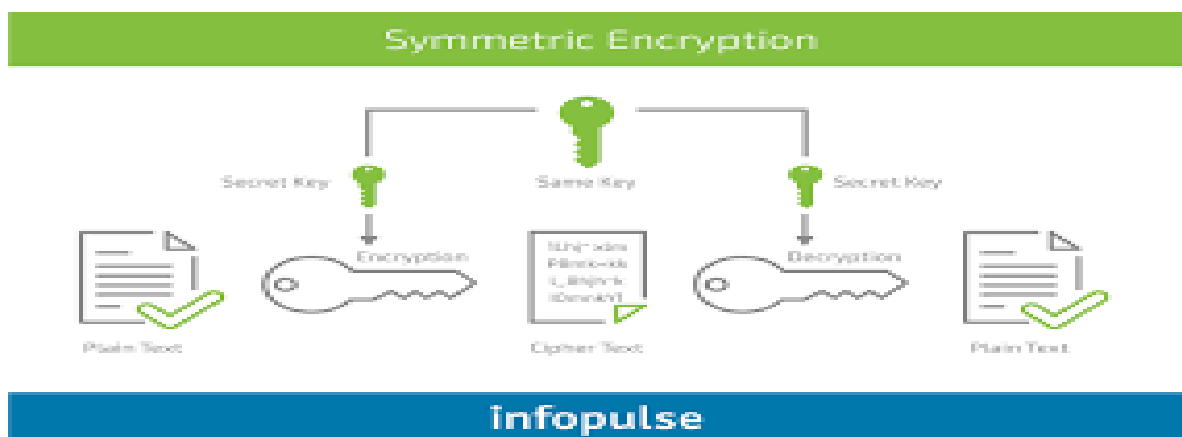 Symmetric Encryption
Secret Key
Same Key
Secret Key
Encryption
Decryption
Plain Text
Cipher Text
Plain Text
infopulse